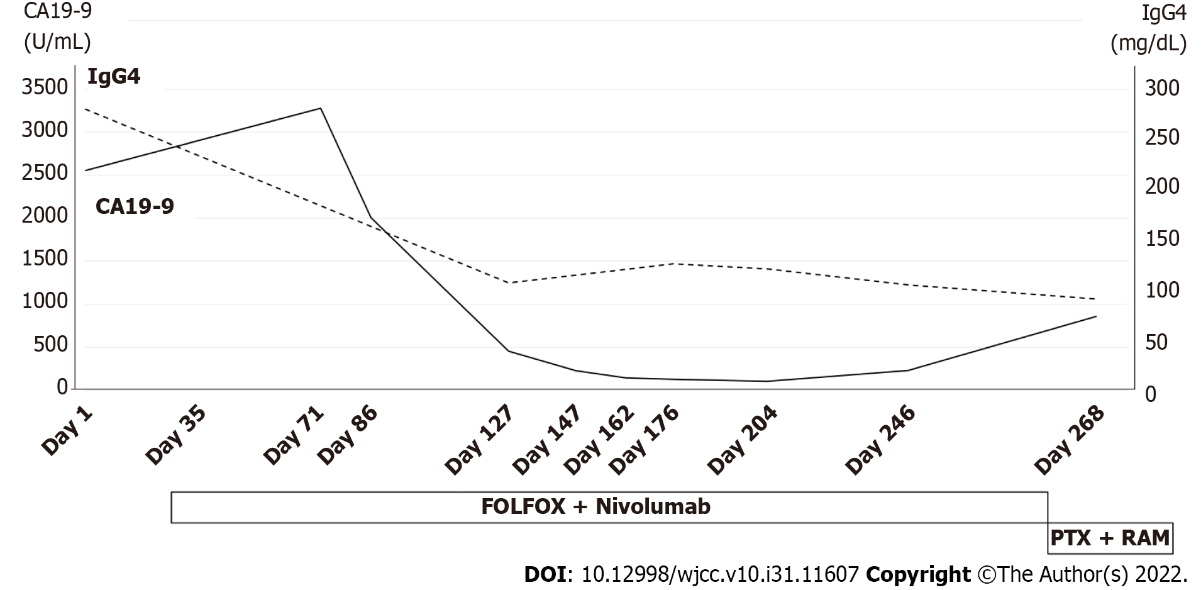 CA19-9
(U/mL)
IgG4
(mg/dL)
IgG4
CA19-9
3500
3000
2500
2000
1500
1000
500
0
300
250
200
150
100
50
0
Day 1
Day 35
Day 71
Day 86
Day 127
Day 147
Day 162
Day 176
Day 204
Day 246
Day 268
FOLFOX + Nivolumab
PTX + RAM
DOI: 10.12998/wjcc.v10.i31.11607 Copyright ©The Author(s) 2022.